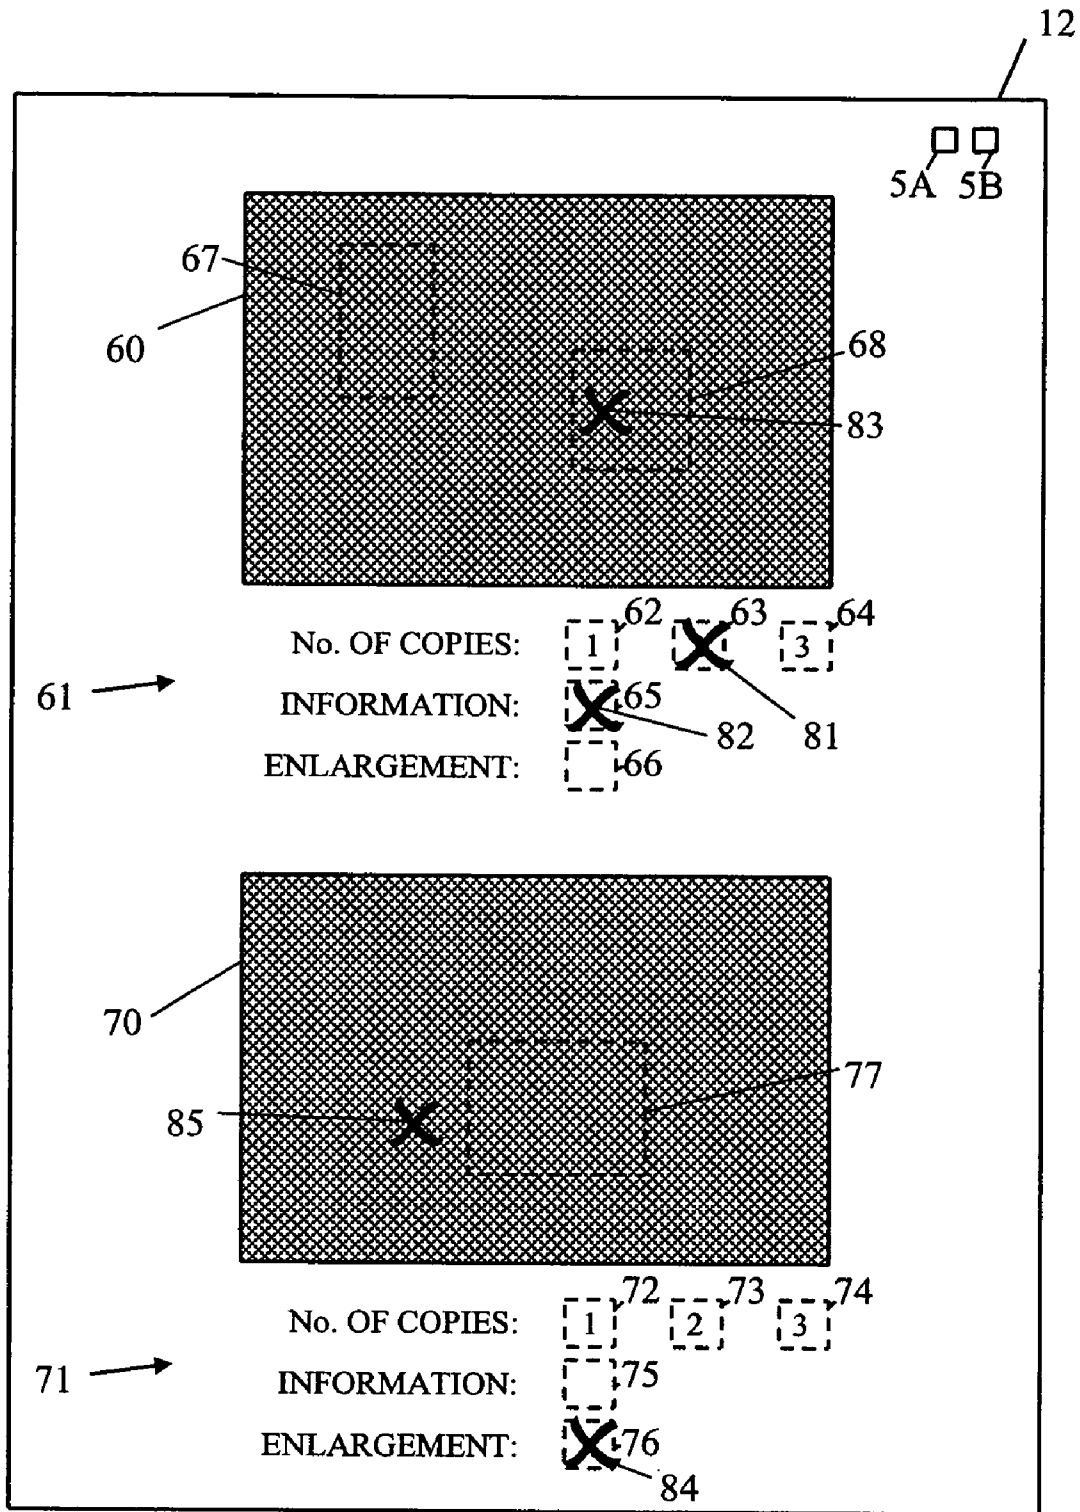 12
5A 5B
67
60
68
83
62 63 64
No. OF COPIES: 1 3
61
INFORMATION: 65
82 81
ENLARGEMENT: 66
70
77
85
72 73 74
No. OF COPIES: 1 2 3
71
INFORMATION: 75
ENLARGEMENT: 76
84